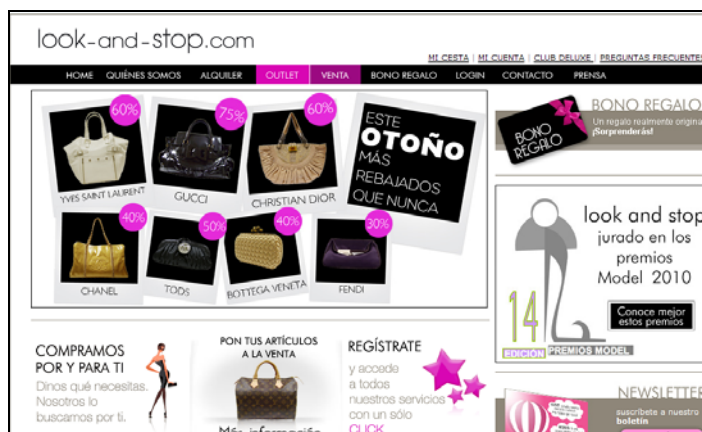 look-and-stop.com
MI CESTA | MI CUENTA | CLUB DELUXE | PREGUNTAS FRECUENTES
HOME QUIÉNES SOMOS ALQUILER OUTLET VENTA BONO REGALO LOGIN CONTACTO PRENSA
60%
YVES SAINT LAURENT
75%
GUCCI
60%
CHRISTIAN DIOR
ESTE
OTOÑO
MÁS
REBAJADOS
QUE NUNCA
40%
CHANEL
50%
TODS
40%
BOTTEGA VENETA
30%
FENDI
BONO
REGALO
BONO REGALO
Un regalo realmente origina
¡Sorprenderás!
look and stop
jurado en los
premios
Model 2010
Conoce mejor
estos premios
14
EDICIÓN PREMIOS MODEL
COMPRAMOS
POR Y PARA TI
Dinos qué necesitas.
Nosotros lo
buscamos por ti.
PON TUS ARTÍCULOS
A LA VENTA
Más información
REGÍSTRATE
y accede
a todos
nuestros servicios
con un sólo
CLICK
NEWSLETTER
suscríbete a nuestro
boletín